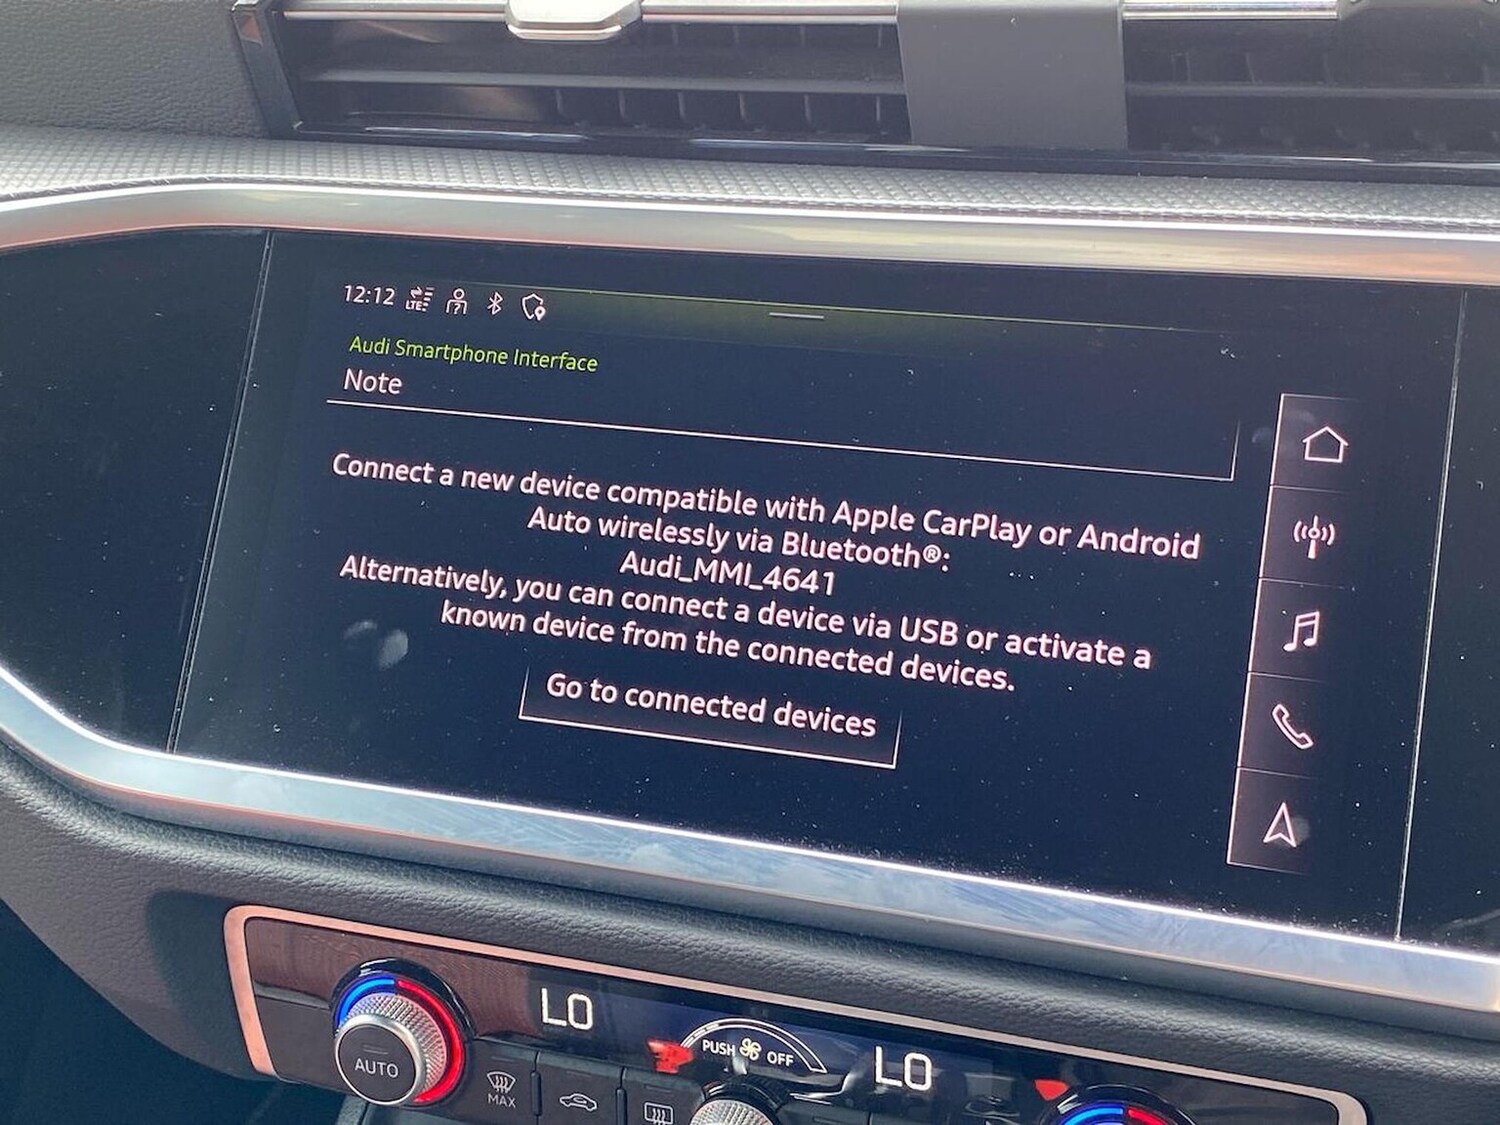 12:12 LTE
Audi Smartphone Interface
Note
Connect a new device compatible with Apple CarPlay or Android
Auto wirelessly via Bluetooth®:
Audi_MMI_4641
Alternatively, you can connect a device via USB or activate a
known device from the connected devices.
Go to connected devices
LO
PUSH OFF
LO
AUTO
MAX